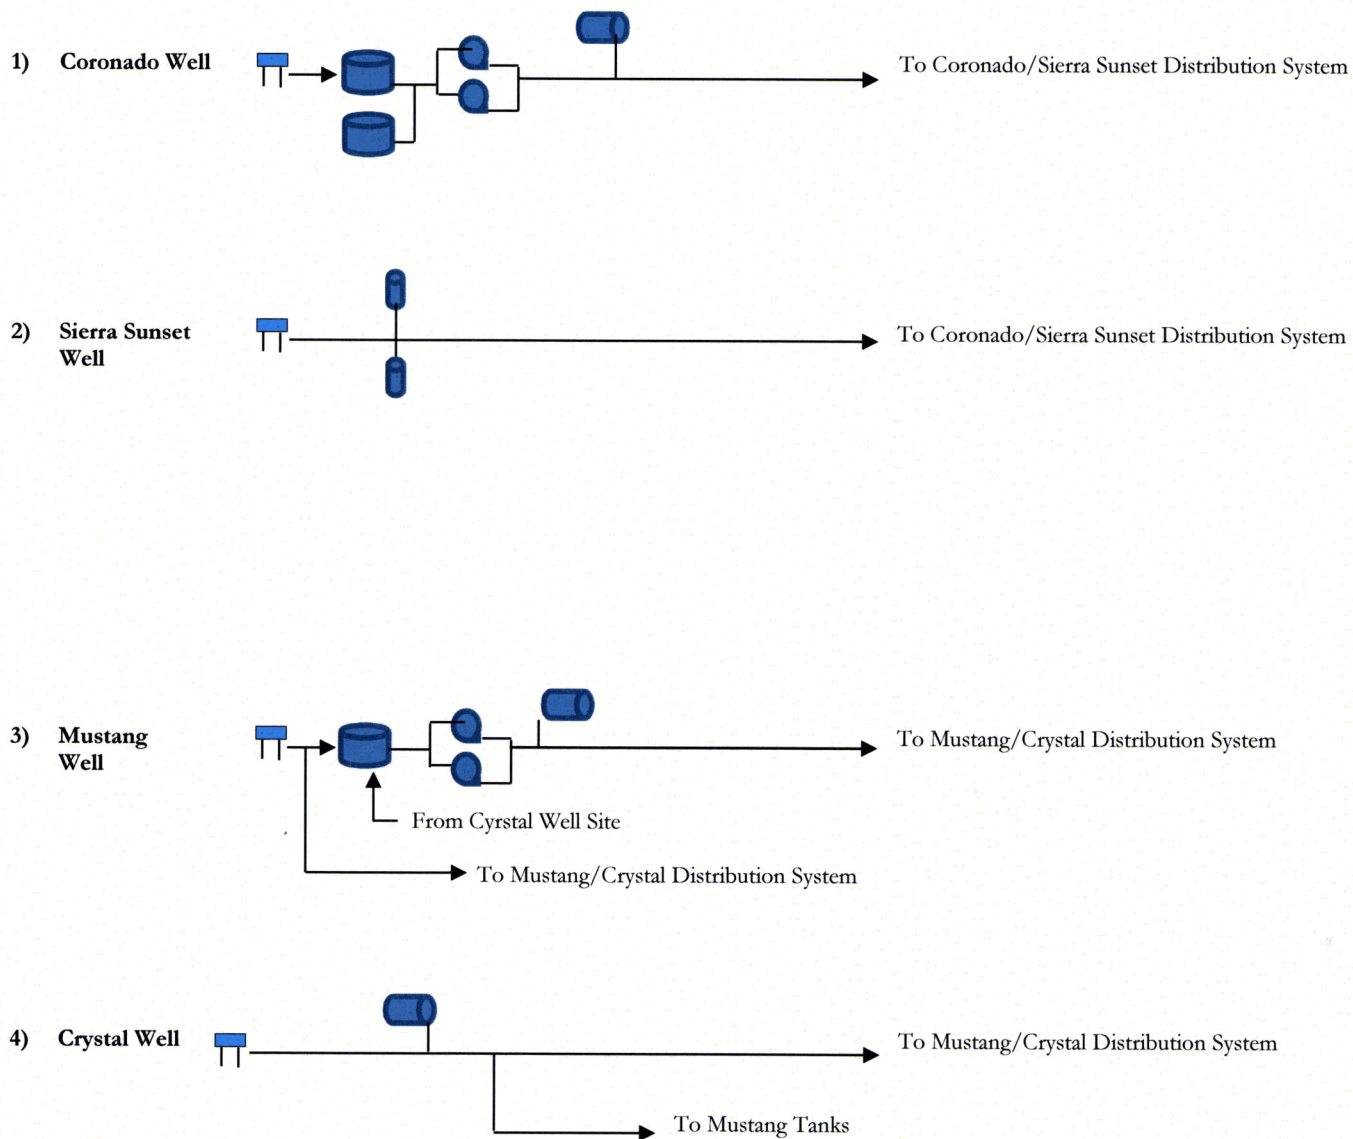 1) Coronado Well
To Coronado/Sierra Sunset Distribution System
2) Sierra Sunset
Well
To Coronado/Sierra Sunset Distribution System
3) Mustang
Well
To Mustang/Crystal Distribution System
From Cyrstal Well Site
To Mustang/Crystal Distribution System
4) Crystal Well
To Mustang/Crystal Distribution System
To Mustang Tanks